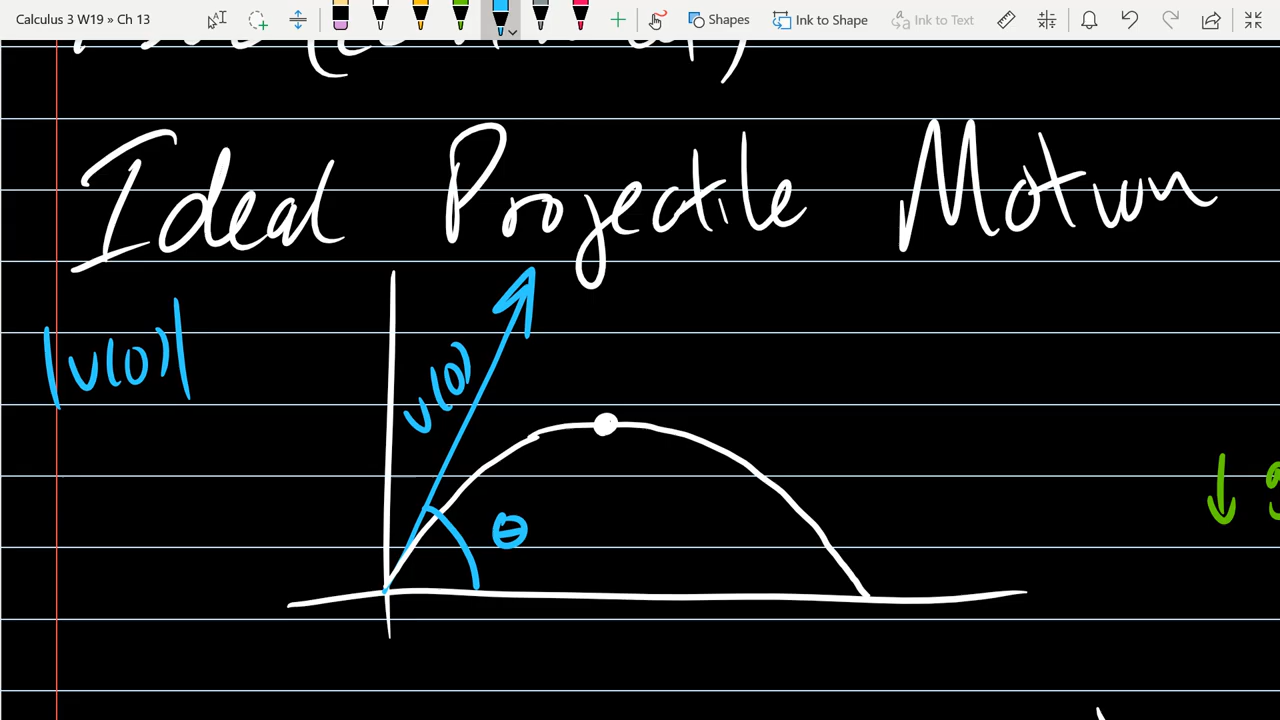 Calculus 3 W19 » Ch 13
Shapes
Ink to Shape
Ink to Text
Ideal Projectile Motion
|v(0)|
v(0)
θ
↓